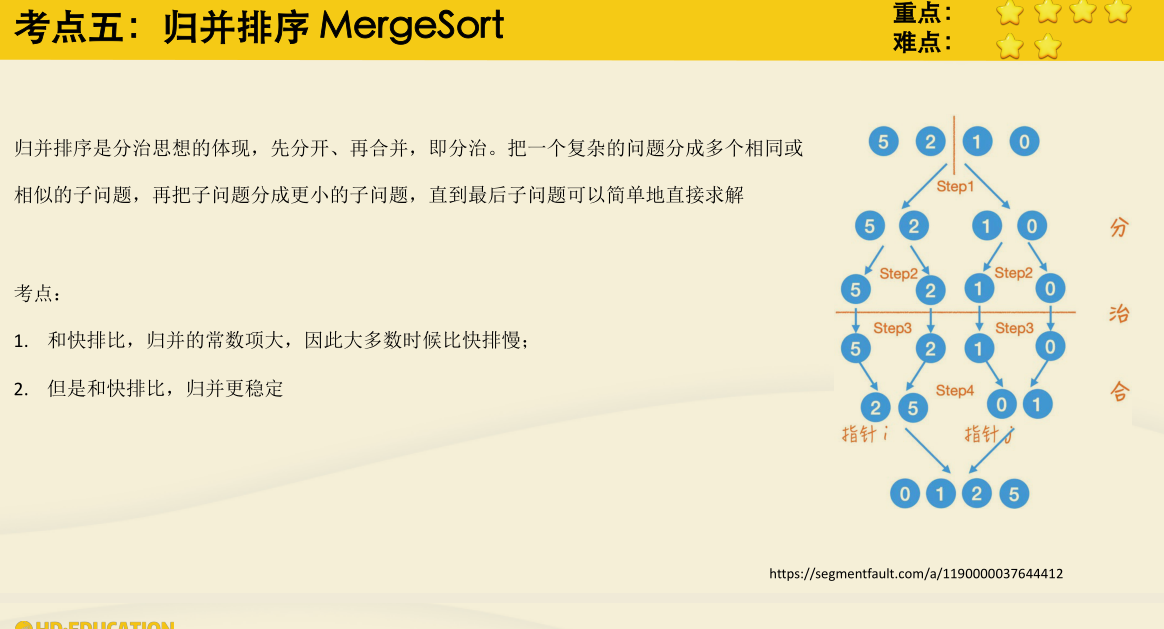 考点五：归并排序 MergeSort
重点：
难点：
归并排序是分治思想的体现，先分开、再合并，即分治。把一个复杂的问题分成多个相同或
相似的子问题，再把子问题分成更小的子问题，直到最后子问题可以简单地直接求解
考点：
1. 和快排比，归并的常数项大，因此大多数时候比快排慢；
2. 但是和快排比，归并更稳定
5 2 1 0
Step1
5 2 1 0
分
Step2 Step2
5 2 1 0
治
Step3 Step3
5 2 1 0
Step4
合
2 5 0 1
指针i 指针j
0 1 2 5
https://segmentfault.com/a/1190000037644412